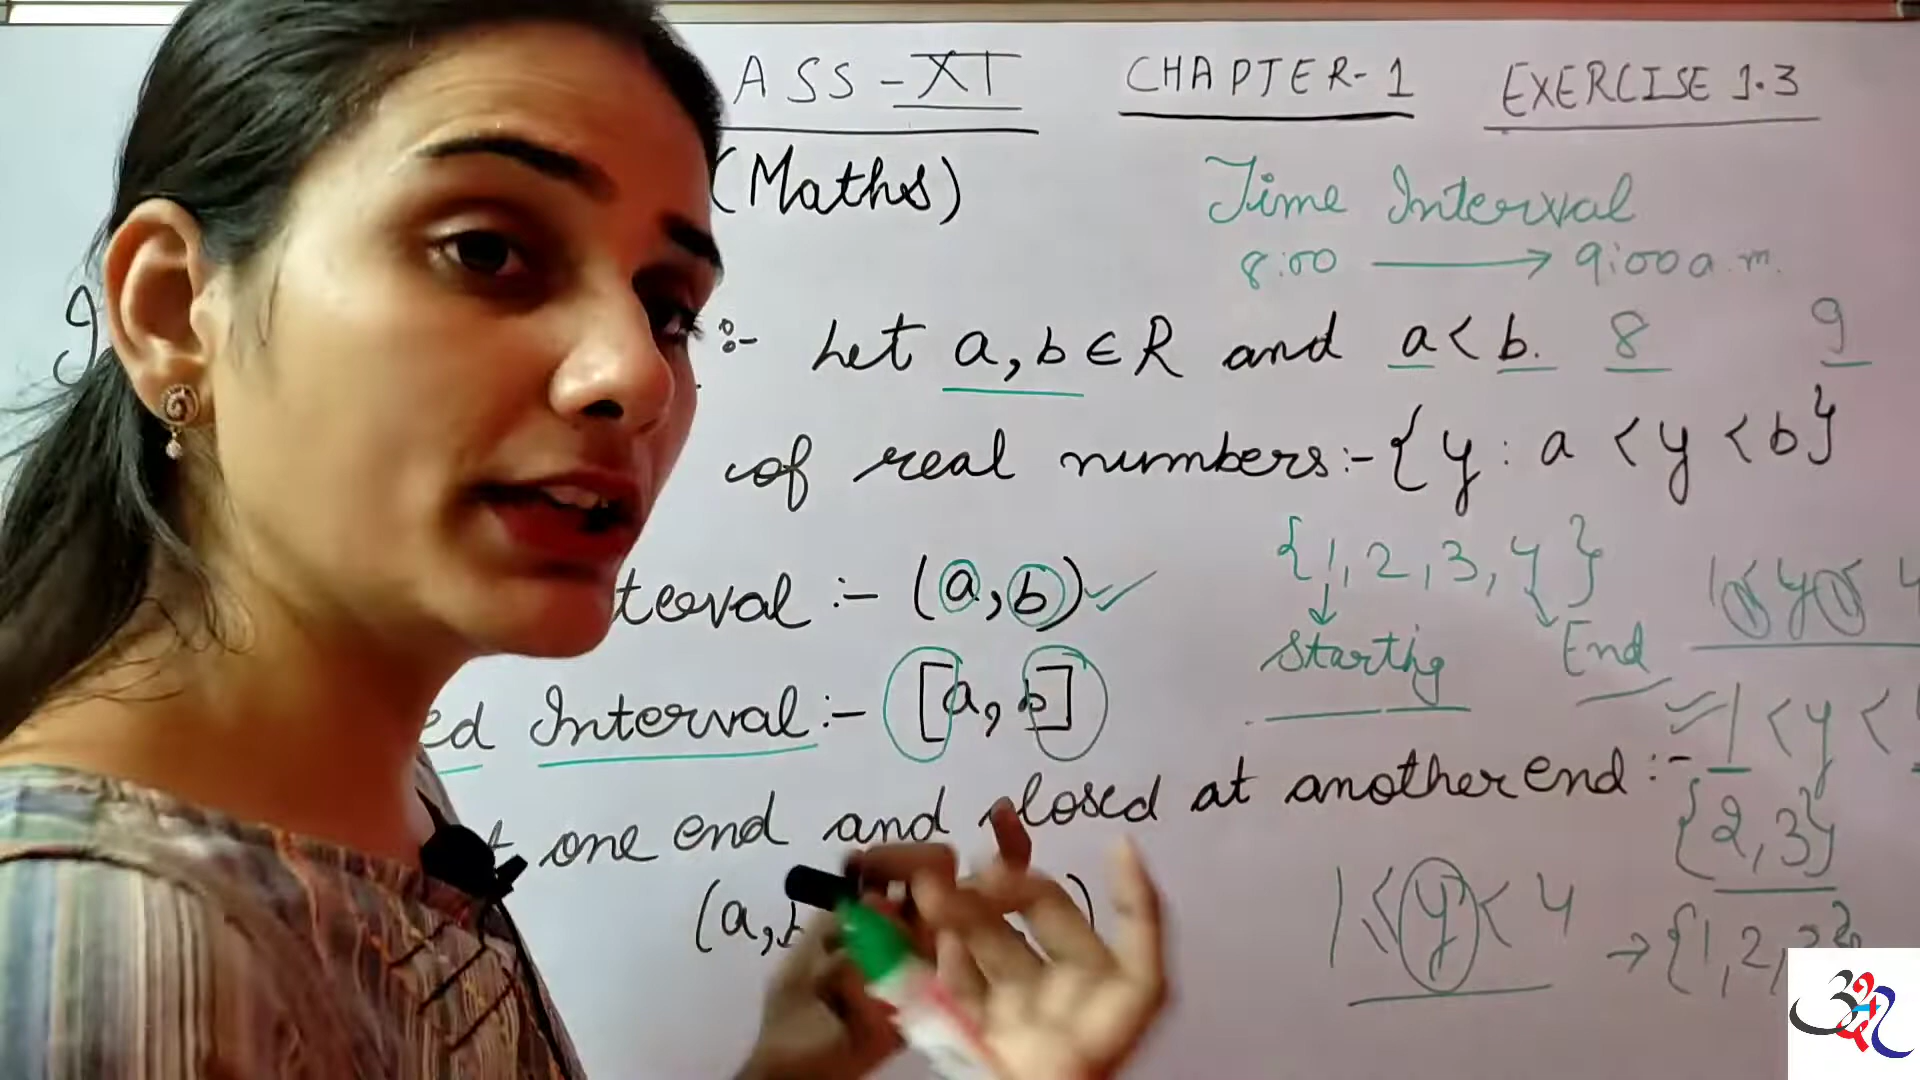 ASS - XI CHAPTER-1 EXERCISE 1.3
(Maths) Time Interval
8:00 → 9:00 a.m.
:- Let a, b ∈ R and a < b. 8 9
of real numbers:- {y : a < y < b}
{1, 2, 3, 4}
terval :- (a, b) ✓
Starting End
ed Interval :- [a, b]
1 < y <
one end and closed at another end :-
{2, 3}
(a, b
1 ≤ y < 4 → {1, 2,